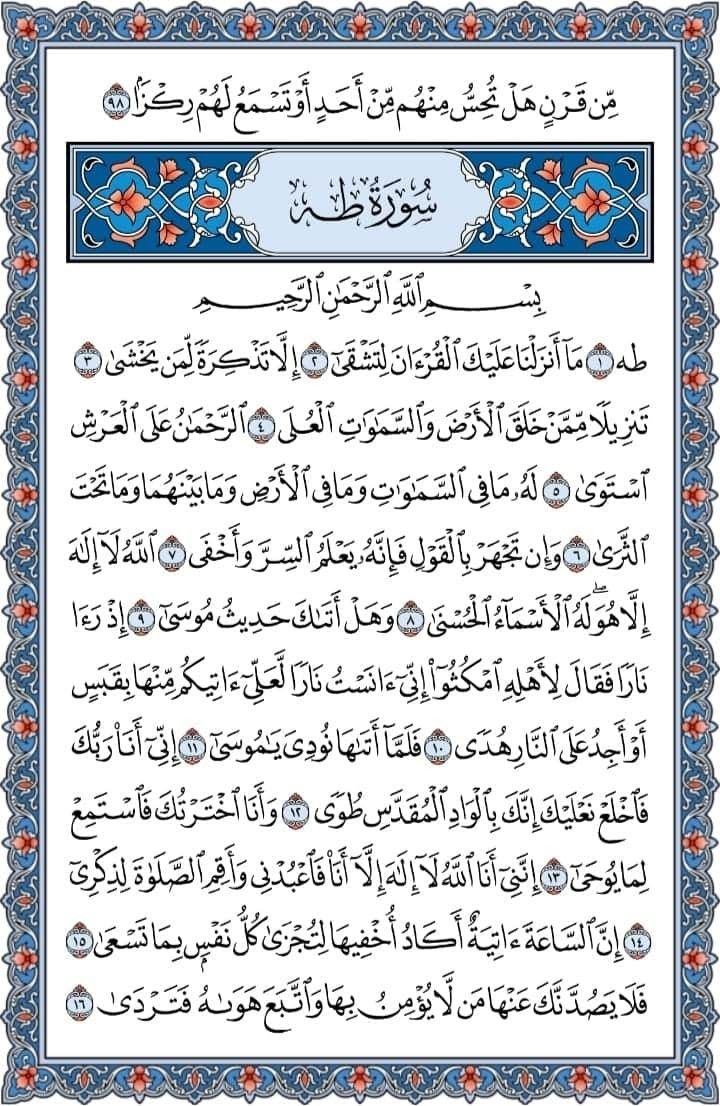 مِّن قَرْنٍ هَلْ تُحِسُّ مِنْهُم مِّنْ أَحَدٍ أَوْ تَسْمَعُ لَهُمْ رِكْزَۢا ٩٨
سُورَةُ طه
بِسْمِ ٱللَّهِ ٱلرَّحْمَٰنِ ٱلرَّحِيمِ
طه ١ مَآ أَنزَلْنَا عَلَيْكَ ٱلْقُرْءَانَ لِتَشْقَىٰٓ ٢ إِلَّا تَذْكِرَةً لِّمَن يَخْشَىٰ ٣
تَنزِيلًا مِّمَّنْ خَلَقَ ٱلْأَرْضَ وَٱلسَّمَٰوَٰتِ ٱلْعُلَى ٤ ٱلرَّحْمَٰنُ عَلَى ٱلْعَرْشِ
ٱسْتَوَىٰ ٥ لَهُۥ مَا فِى ٱلسَّمَٰوَٰتِ وَمَا فِى ٱلْأَرْضِ وَمَا بَيْنَهُمَا وَمَا تَحْتَ
ٱلثَّرَىٰ ٦ وَإِن تَجْهَرْ بِٱلْقَوْلِ فَإِنَّهُۥ يَعْلَمُ ٱلسِّرَّ وَأَخْفَى ٧ ٱللَّهُ لَآ إِلَٰهَ
إِلَّا هُوَۖ لَهُ ٱلْأَسْمَآءُ ٱلْحُسْنَىٰ ٨ وَهَلْ أَتَىٰكَ حَدِيثُ مُوسَىٰٓ ٩ إِذْ رَءَا
نَارًا فَقَالَ لِأَهْلِهِ ٱمْكُثُوٓا۟ إِنِّىٓ ءَانَسْتُ نَارًا لَّعَلِّىٓ ءَاتِيكُم مِّنْهَا بِقَبَسٍ
أَوْ أَجِدُ عَلَى ٱلنَّارِ هُدًى ١٠ فَلَمَّآ أَتَىٰهَا نُودِىَ يَٰمُوسَىٰٓ ١١ إِنِّىٓ أَنَا۠ رَبُّكَ
فَٱخْلَعْ نَعْلَيْكَ إِنَّكَ بِٱلْوَادِ ٱلْمُقَدَّسِ طُوًى ١٢ وَأَنَا ٱخْتَرْتُكَ فَٱسْتَمِعْ
لِمَا يُوحَىٰٓ ١٣ إِنَّنِىٓ أَنَا ٱللَّهُ لَآ إِلَٰهَ إِلَّآ أَنَا۠ فَٱعْبُدْنِى وَأَقِمِ ٱلصَّلَوٰةَ لِذِكْرِىٓ
١٤ إِنَّ ٱلسَّاعَةَ ءَاتِيَةٌ أَكَادُ أُخْفِيهَا لِتُجْزَىٰ كُلُّ نَفْسٍۭ بِمَا تَسْعَىٰ ١٥
فَلَا يَصُدَّنَّكَ عَنْهَا مَن لَّا يُؤْمِنُ بِهَا وَٱتَّبَعَ هَوَىٰهُ فَتَرْدَىٰ ١٦